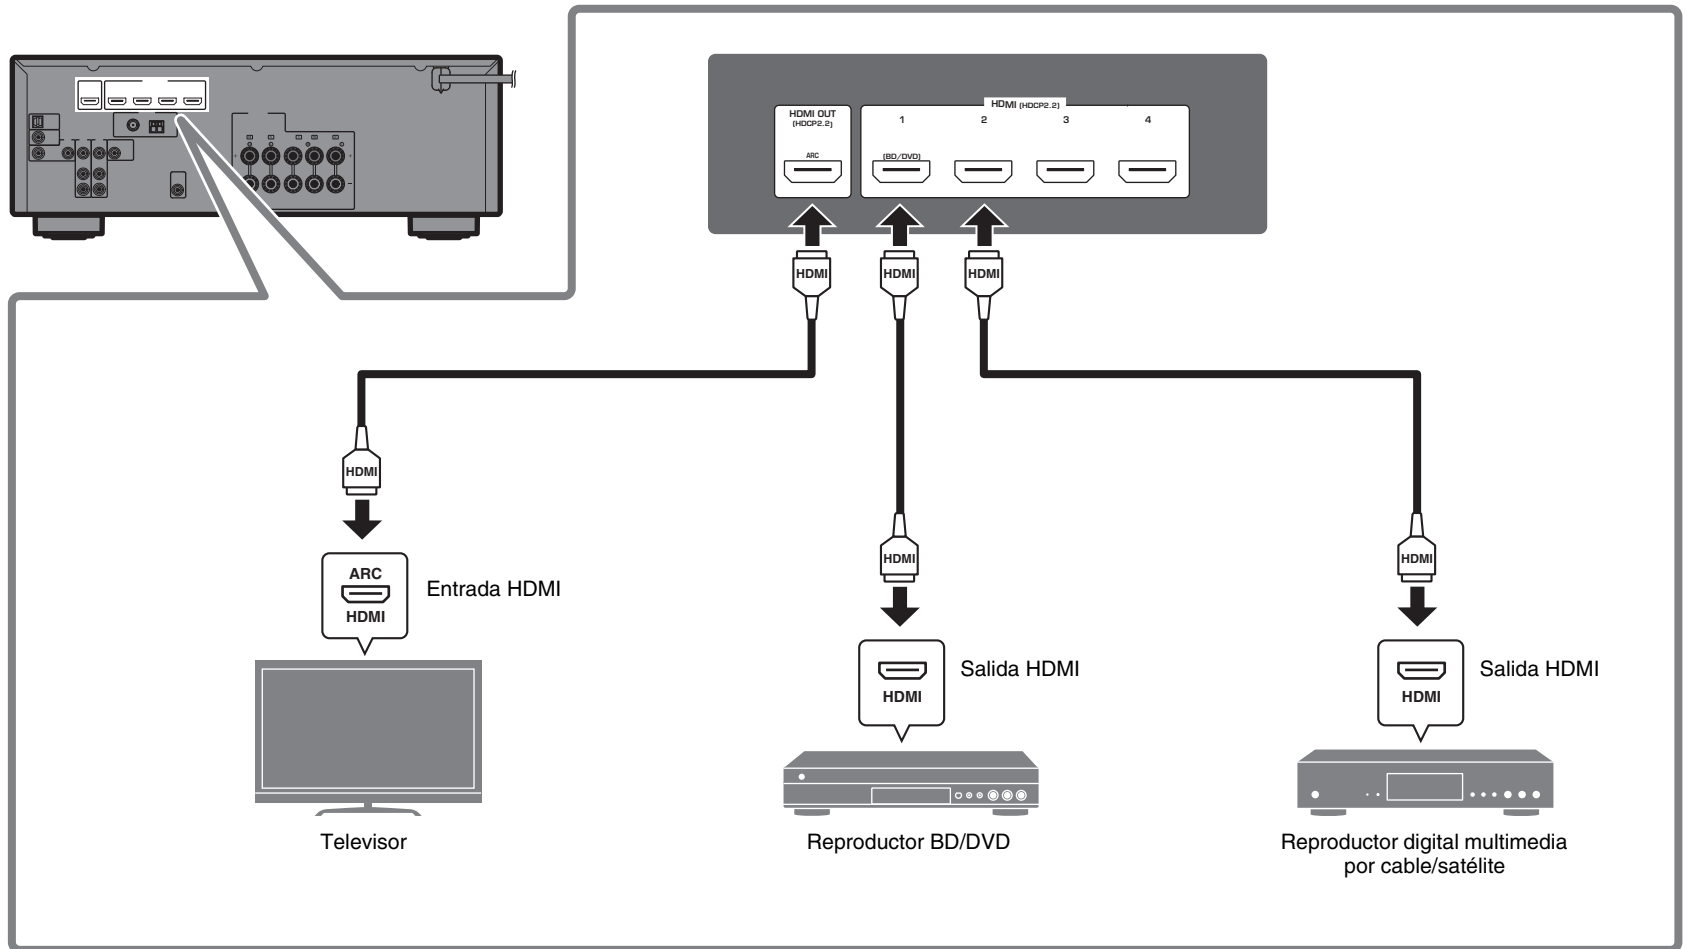 HDMI (HDCP2.2)
HDMI OUT
(HDCP2.2)
1
2
3
4
ARC
(BD/DVD)
HDMI
HDMI
HDMI
HDMI
ARC
HDMI
Entrada HDMI
HDMI
HDMI
HDMI
Salida HDMI
HDMI
Salida HDMI
Televisor
Reproductor BD/DVD
Reproductor digital multimedia
por cable/satélite